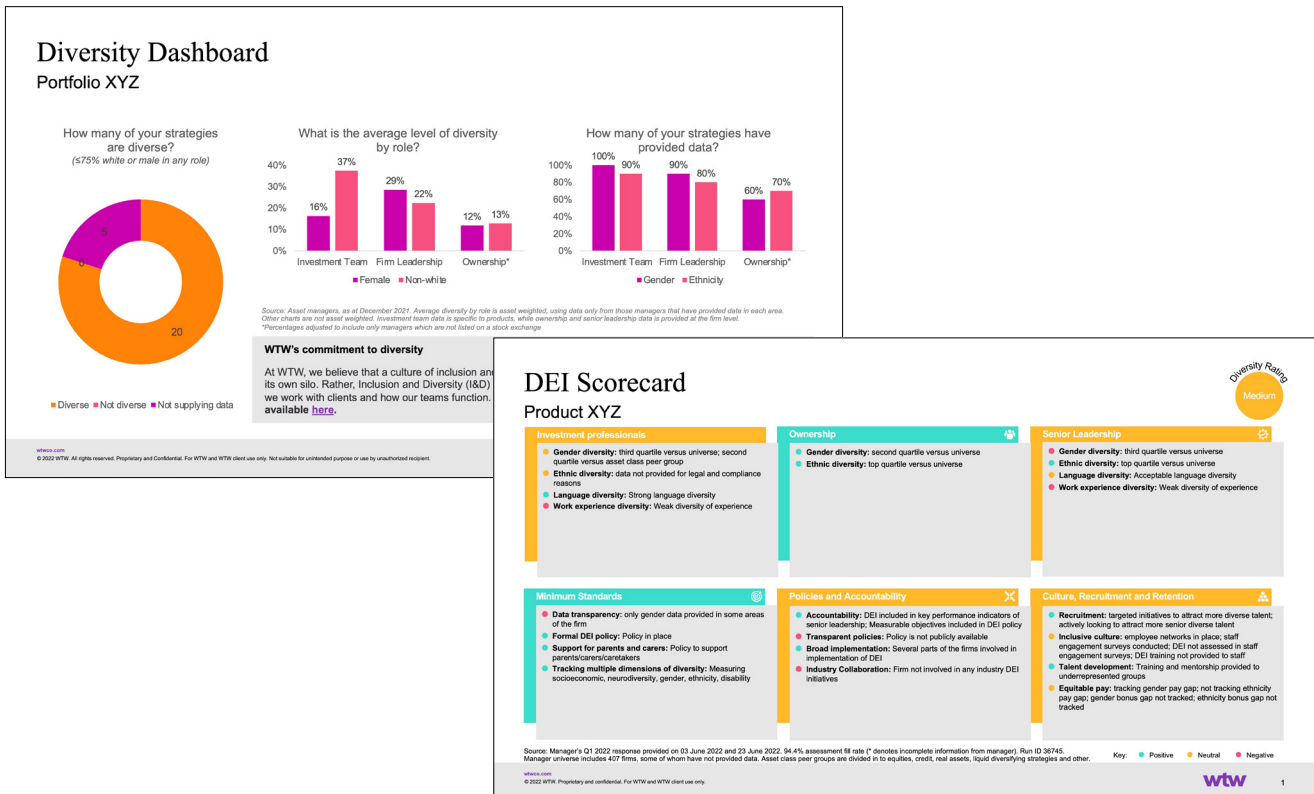 Diversity Dashboard
Portfolio XYZ
How many of your strategies
are diverse?
(≤75% white or male in any role)
5
0
20
Diverse Not diverse Not supplying data
What is the average level of diversity
by role?
40%
30%
20%
10%
0%
16%
37%
29%
22%
12%
13%
Investment Team Firm Leadership Ownership*
Female Non-white
How many of your strategies have
provided data?
100%
80%
60%
40%
20%
0%
100%
90%
90%
80%
60%
70%
Investment Team Firm Leadership Ownership*
Gender Ethnicity
Source: Asset managers, as at December 2021. Average diversity by role is asset weighted, using data only from those managers that have provided data in each area.
Other charts are not asset weighted. Investment team data is specific to products, while ownership and senior leadership data is provided at the firm level.
*Percentages adjusted to include only managers which are not listed on a stock exchange
WTW's commitment to diversity
At WTW, we believe that a culture of inclusion and
its own silo. Rather, Inclusion and Diversity (I&D)
we work with clients and how our teams function.
available here.
wtwco.com
© 2022 WTW. All rights reserved. Proprietary and Confidential. For WTW and WTW client use only. Not suitable for unintended purpose or use by unauthorized recipient.
DEI Scorecard
Product XYZ
Diversity Rating
Medium
Investment professionals
Gender diversity: third quartile versus universe; second
quartile versus asset class peer group
Ethnic diversity: data not provided for legal and compliance
reasons
Language diversity: Strong language diversity
Work experience diversity: Weak diversity of experience
Ownership
Gender diversity: second quartile versus universe
Ethnic diversity: top quartile versus universe
Senior Leadership
Gender diversity: third quartile versus universe
Ethnic diversity: top quartile versus universe
Language diversity: Acceptable language diversity
Work experience diversity: Weak diversity of experience
Minimum Standards
Data transparency: only gender data provided in some areas
of the firm
Formal DEI policy: Policy in place
Support for parents and carers: Policy to support
parents/carers/caretakers
Tracking multiple dimensions of diversity: Measuring
socioeconomic, neurodiversity, gender, ethnicity, disability
Policies and Accountability
Accountability: DEI included in key performance indicators of
senior leadership; Measurable objectives included in DEI policy
Transparent policies: Policy is not publicly available
Broad implementation: Several parts of the firms involved in
implementation of DEI
Industry Collaboration: Firm not involved in any industry DEI
initiatives
Culture, Recruitment and Retention
Recruitment: targeted initiatives to attract more diverse talent;
actively looking to attract more senior diverse talent
Inclusive culture: employee networks in place; staff
engagement surveys conducted; DEI not assessed in staff
engagement surveys; DEI training not provided to staff
Talent development: Training and mentorship provided to
underrepresented groups
Equitable pay: tracking gender pay gap; not tracking ethnicity
pay gap; gender bonus gap not tracked; ethnicity bonus gap not
tracked
Source: Manager's Q1 2022 response provided on 03 June 2022 and 23 June 2022. 94.4% assessment fill rate (* denotes incomplete information from manager). Run ID 36745.
Manager universe includes 407 firms, some of whom have not provided data. Asset class peer groups are divided in to equities, credit, real assets, liquid diversifying strategies and other.
Key: Positive Neutral Negative
wtwco.com
© 2022 WTW. Proprietary and confidential. For WTW and WTW client use only.
wtw
1